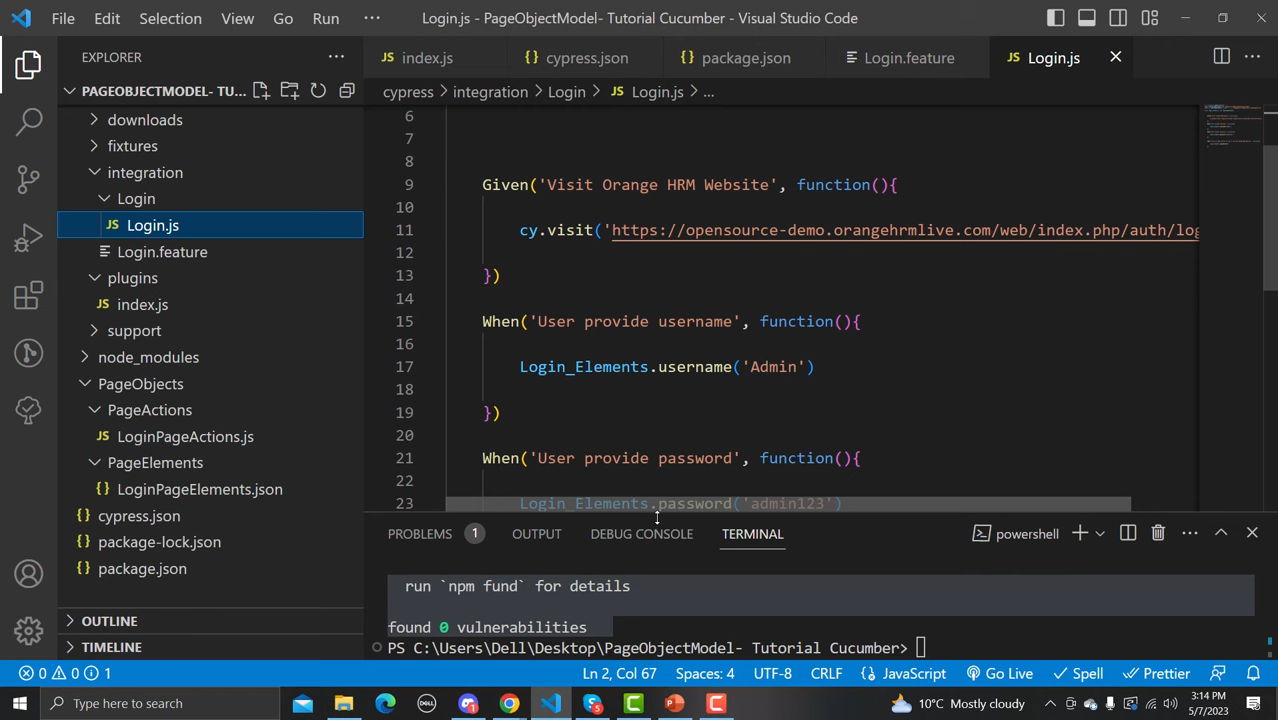 File Edit Selection View Go Run ··· Login.js - PageObjectModel- Tutorial Cucumber - Visual Studio Code
EXPLORER ···
PAGEOBJECTMODEL- TU...
downloads
fixtures
integration
Login
JS Login.js
Login.feature
plugins
JS index.js
support
node_modules
PageObjects
PageActions
JS LoginPageActions.js
PageElements
{} LoginPageElements.json
{} cypress.json
{} package-lock.json
{} package.json
OUTLINE
TIMELINE
JS index.js {} cypress.json {} package.json Login.feature JS Login.js
cypress > integration > Login > JS Login.js > ...
6
7
8
9 Given('Visit Orange HRM Website', function(){
10
11 cy.visit('https://opensource-demo.orangehrmlive.com/web/index.php/auth/log
12
13 })
14
15 When('User provide username', function(){
16
17 Login_Elements.username('Admin')
18
19 })
20
21 When('User provide password', function(){
22
23 Login_Elements.password('admin123')
PROBLEMS 1 OUTPUT DEBUG CONSOLE TERMINAL powershell
run `npm fund` for details
found 0 vulnerabilities
PS C:\Users\Dell\Desktop\PageObjectModel- Tutorial Cucumber>
0 0 1 Ln 2, Col 67 Spaces: 4 UTF-8 CRLF JavaScript Go Live Spell Prettier
Type here to search DELL 10°C Mostly cloudy 3:14 PM
5/7/2023